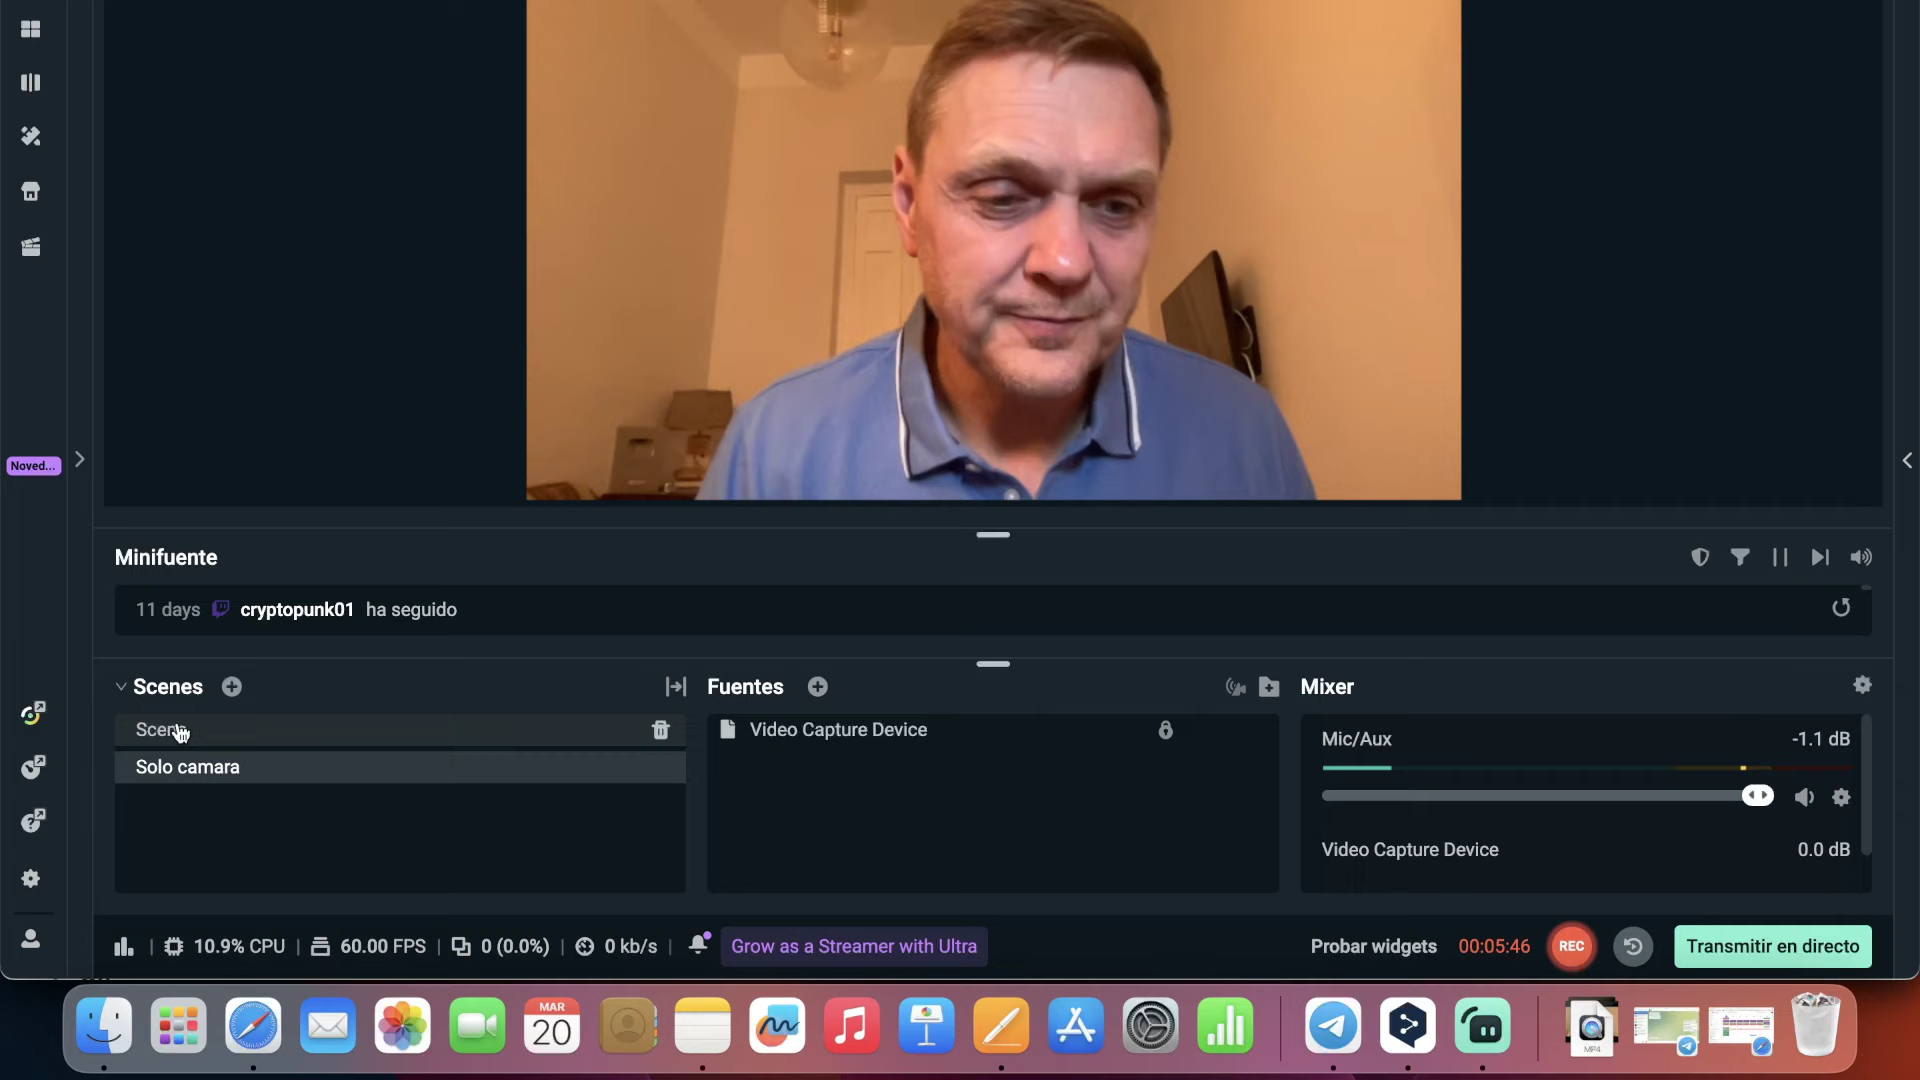 Noved...
Minifuente
11 days cryptopunk01 ha seguido
Scenes
Fuentes
Mixer
Scene
Video Capture Device
Mic/Aux -1.1 dB
Solo camara
Video Capture Device 0.0 dB
10.9% CPU 60.00 FPS 0 (0.0%) 0 kb/s Grow as a Streamer with Ultra Probar widgets 00:05:46 REC Transmitir en directo
MAR
20
MP4